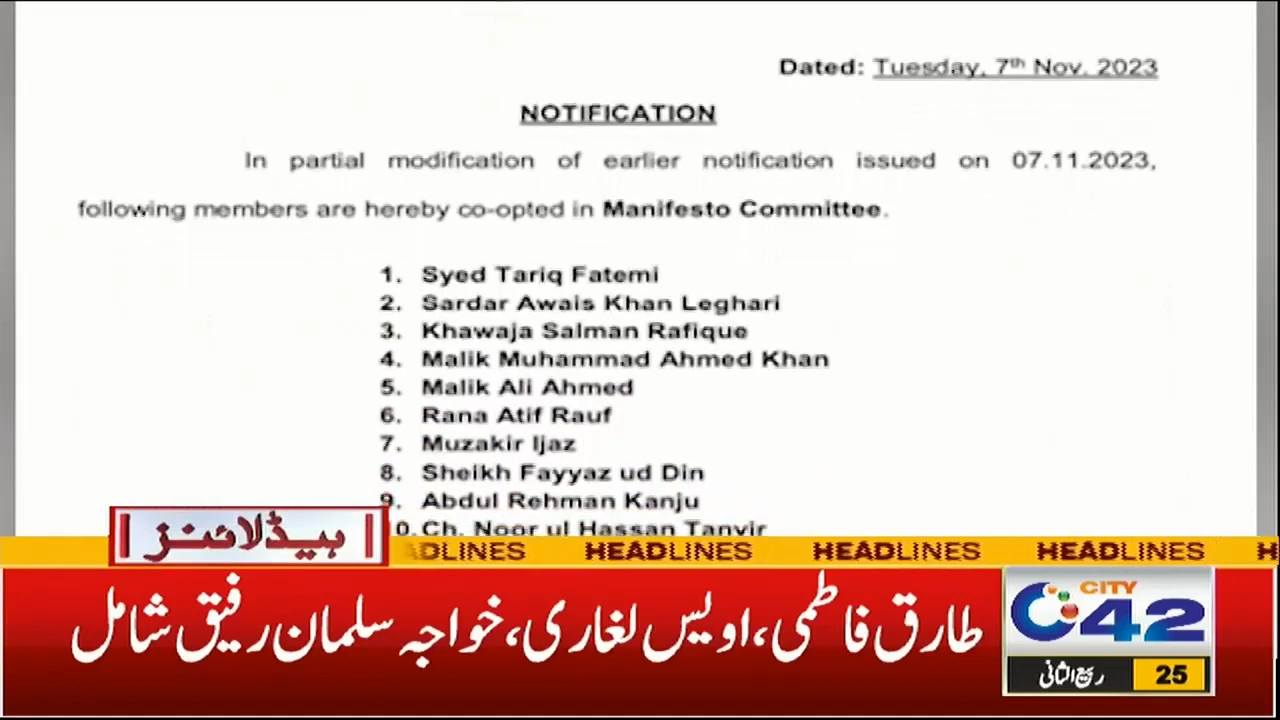 Dated: Tuesday, 7th Nov. 2023
NOTIFICATION
In partial modification of earlier notification issued on 07.11.2023,
following members are hereby co-opted in Manifesto Committee.
1. Syed Tariq Fatemi
2. Sardar Awais Khan Leghari
3. Khawaja Salman Rafique
4. Malik Muhammad Ahmed Khan
5. Malik Ali Ahmed
6. Rana Atif Rauf
7. Muzakir Ijaz
8. Sheikh Fayyaz ud Din
9. Abdul Rehman Kanju
10. Ch. Noor ul Hassan Tanvir
ہیڈلائنز
ADLINES HEADLINES HEADLINES HEADLINES H
طارق فاطمی، اویس لغاری، خواجہ سلمان رفیق شامل
CITY
42
ربیع الثانی 25